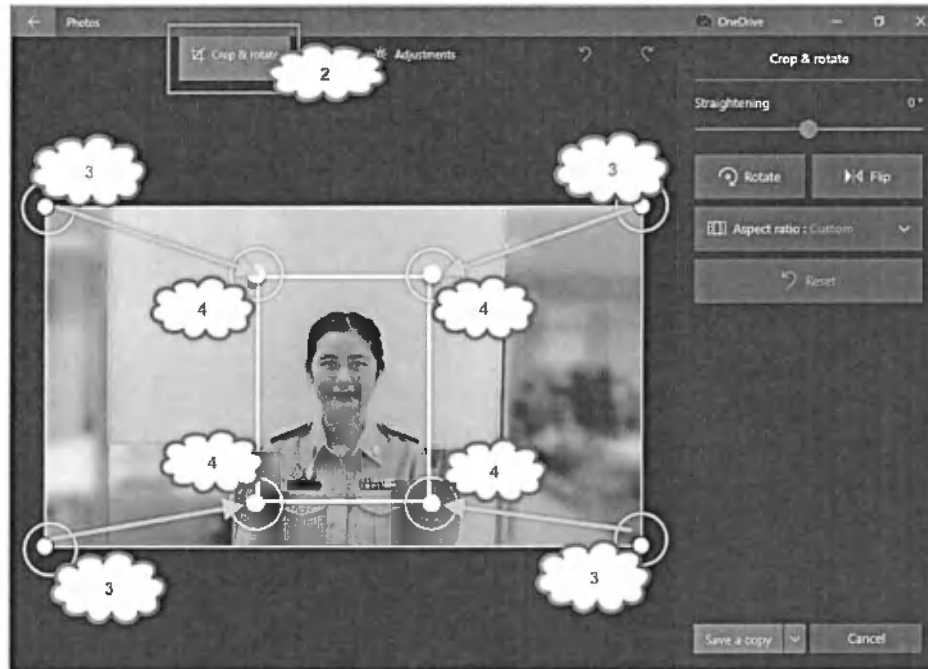 Photos
OneDrive
Crop & rotate
2
Adjustments
Crop & rotate
Straightening
0°
3
3
Rotate
Flip
Aspect ratio : Custom
Reset
4
4
4
4
3
3
Save a copy
Cancel